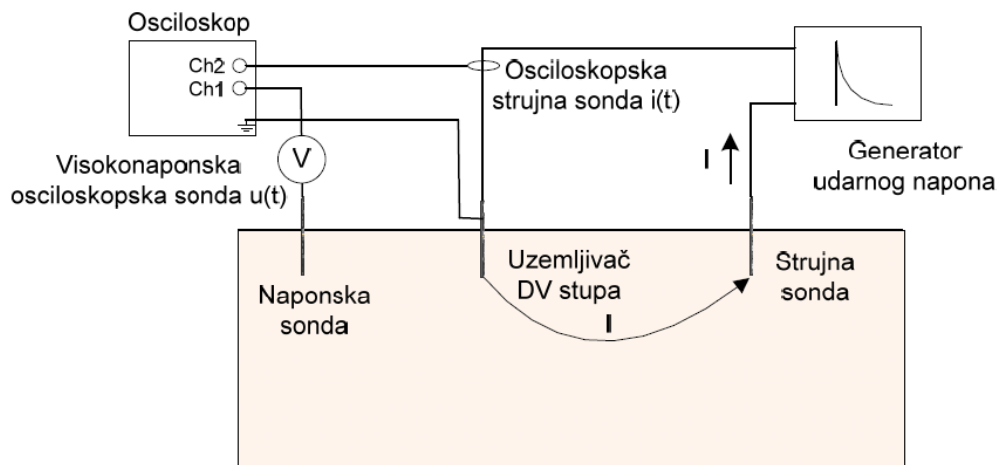 Osciloskop
Ch2
Ch1
Osciloskopska
strujna sonda i(t)
Visokonaponska
osciloskopska sonda u(t)
V
I
Generator
udarnog napona
Naponska
sonda
Uzemljivač
DV stupa
I
Strujna
sonda